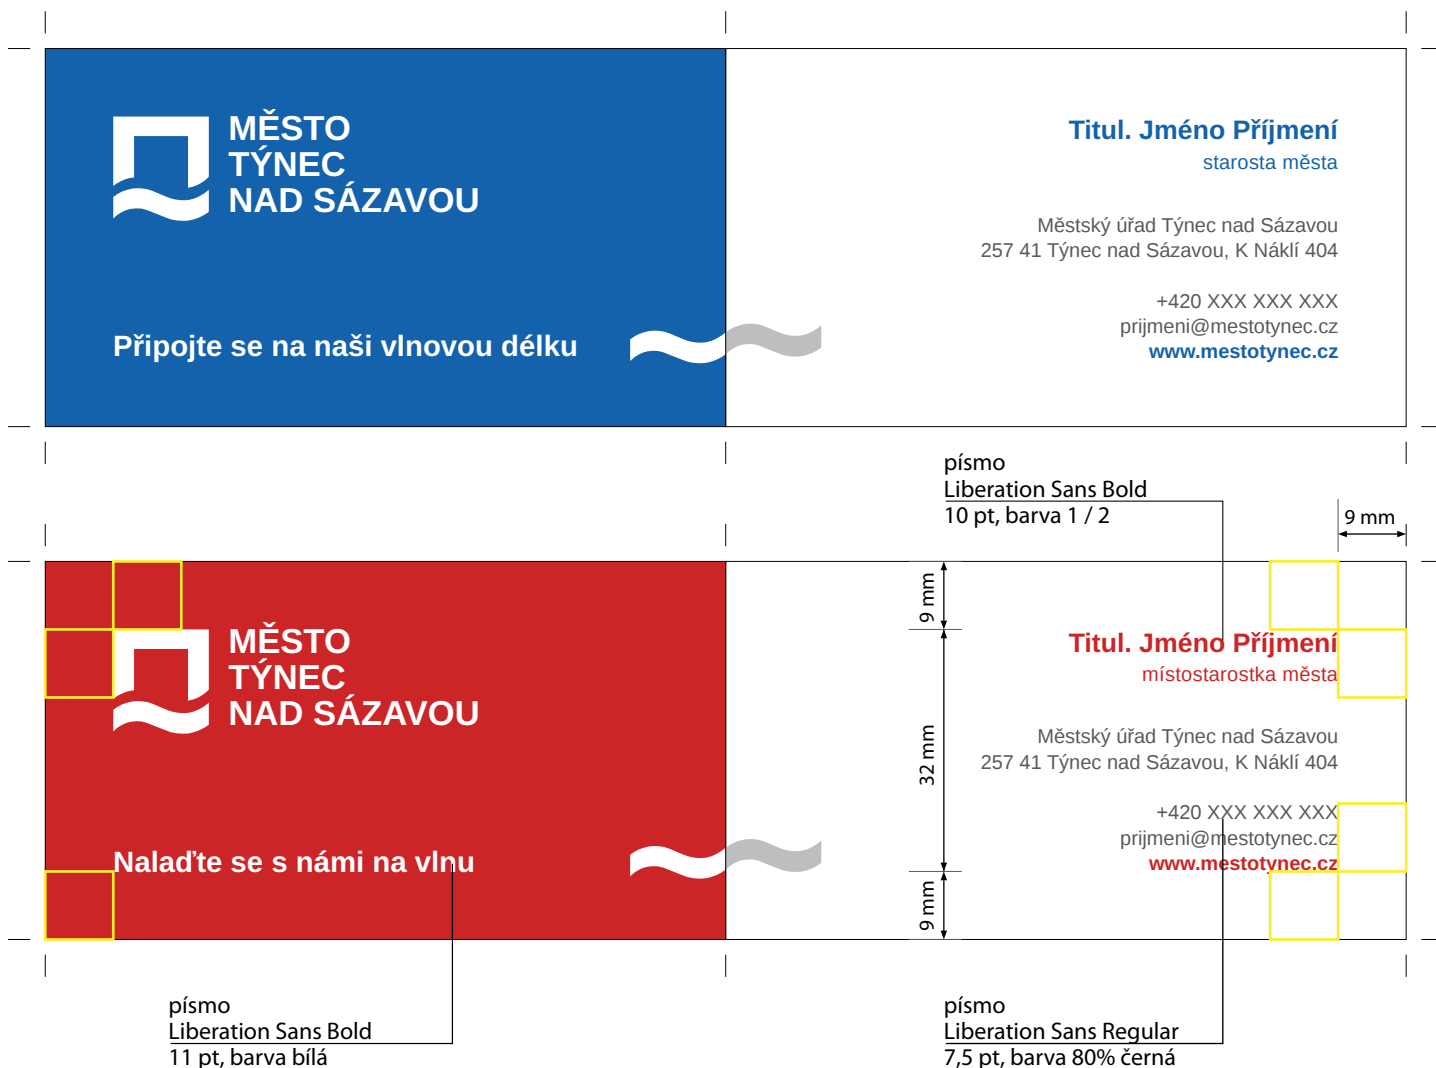 MĚSTO
TÝNEC
NAD SÁZAVOU
Připojte se na naši vlnovou délku
Titul. Jméno Příjmení
starosta města
Městský úřad Týnec nad Sázavou
257 41 Týnec nad Sázavou, K Náklí 404
+420 XXX XXX XXX
prijmeni@mestotynec.cz
www.mestotynec.cz
písmo
Liberation Sans Bold
10 pt, barva 1 / 2
9 mm
MĚSTO
TÝNEC
NAD SÁZAVOU
Nalaďte se s námi na vlnu
9 mm
32 mm
9 mm
Titul. Jméno Příjmení
místostarostka města
Městský úřad Týnec nad Sázavou
257 41 Týnec nad Sázavou, K Náklí 404
+420 XXX XXX XXX
prijmeni@mestotynec.cz
www.mestotynec.cz
písmo
Liberation Sans Bold
11 pt, barva bílá
písmo
Liberation Sans Regular
7,5 pt, barva 80% černá